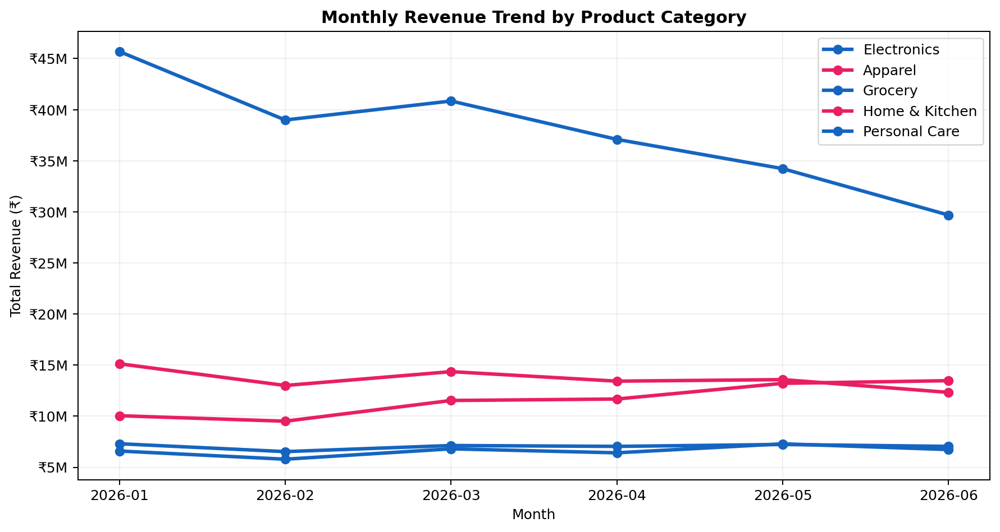 Monthly Revenue Trend by Product Category
Electronics
Apparel
Grocery
Home & Kitchen
Personal Care
Total Revenue (₹)
₹45M
₹40M
₹35M
₹30M
₹25M
₹20M
₹15M
₹10M
₹5M
2026-01 2026-02 2026-03 2026-04 2026-05 2026-06
Month